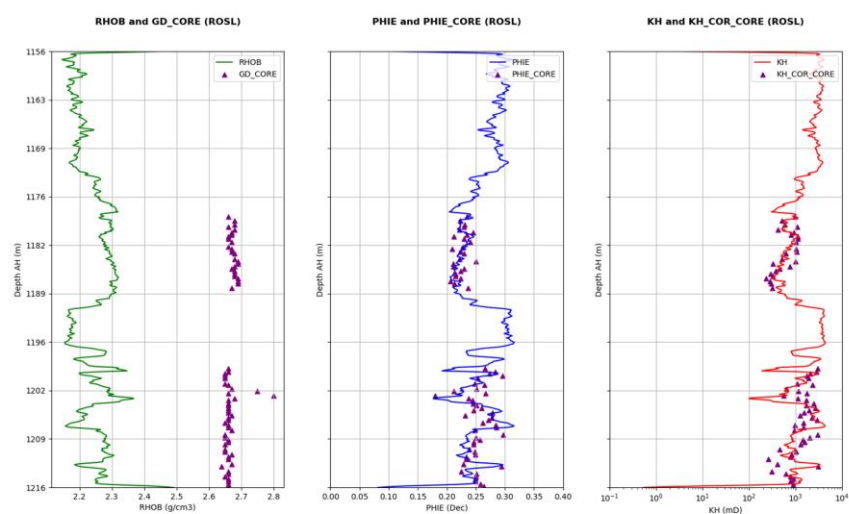 RHOB and GD_CORE (ROSL)
PHIE and PHIE_CORE (ROSL)
KH and KH_COR_CORE (ROSL)
1156
1163
1169
1176
1182
1189
1196
1202
1209
1216
Depth AH (m)
RHOB
GD_CORE
2.2 2.3 2.4 2.5 2.6 2.7 2.8
RHOB (g/cm3)
1156
1163
1169
1176
1182
1189
1196
1202
1209
1216
Depth AH (m)
PHIE
PHIE_CORE
0.00 0.05 0.10 0.15 0.20 0.25 0.30 0.35 0.40
PHIE (Dec)
1156
1163
1169
1176
1182
1189
1196
1202
1209
1216
Depth AH (m)
KH
KH_COR_CORE
10⁻¹ 10⁰ 10¹ 10² 10³ 10⁴
KH (mD)